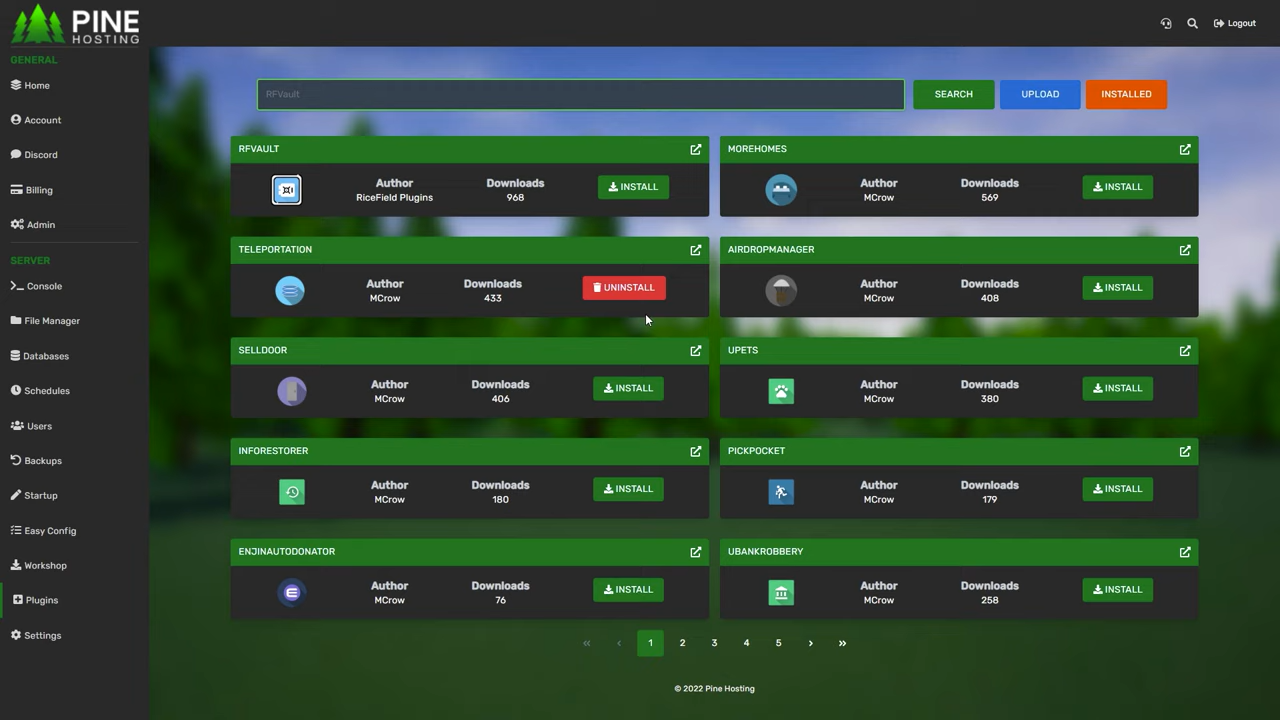 PINE
HOSTING
Logout
GENERAL
Home
Account
Discord
Billing
Admin
SERVER
Console
File Manager
Databases
Schedules
Users
Backups
Startup
Easy Config
Workshop
Plugins
Settings
RFVault
SEARCH
UPLOAD
INSTALLED
RFVAULT
Author
RiceField Plugins
Downloads
968
INSTALL
MOREHOMES
Author
MCrow
Downloads
569
INSTALL
TELEPORTATION
Author
MCrow
Downloads
433
UNINSTALL
AIRDROPMANAGER
Author
MCrow
Downloads
408
INSTALL
SELLDOOR
Author
MCrow
Downloads
406
INSTALL
UPETS
Author
MCrow
Downloads
380
INSTALL
INFORESTORER
Author
MCrow
Downloads
180
INSTALL
PICKPOCKET
Author
MCrow
Downloads
179
INSTALL
ENJINAUTODONATOR
Author
MCrow
Downloads
76
INSTALL
UBANKROBBERY
Author
MCrow
Downloads
258
INSTALL
« ‹ 1 2 3 4 5 › »
© 2022 Pine Hosting